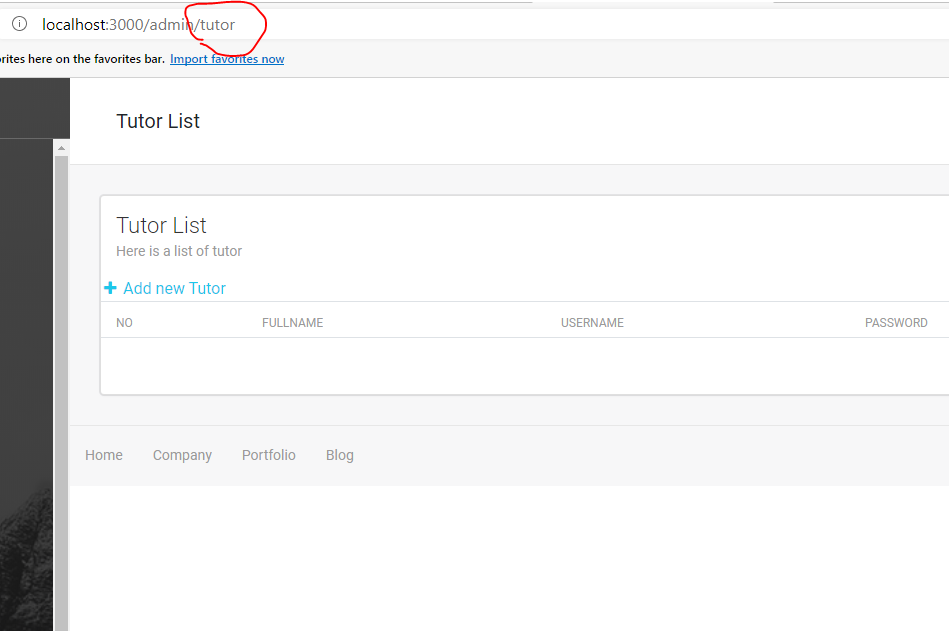 localhost:3000/admin/tutor
rites here on the favorites bar. Import favorites now
Tutor List
Tutor List
Here is a list of tutor
Add new Tutor
NO FULLNAME USERNAME PASSWORD
Home Company Portfolio Blog